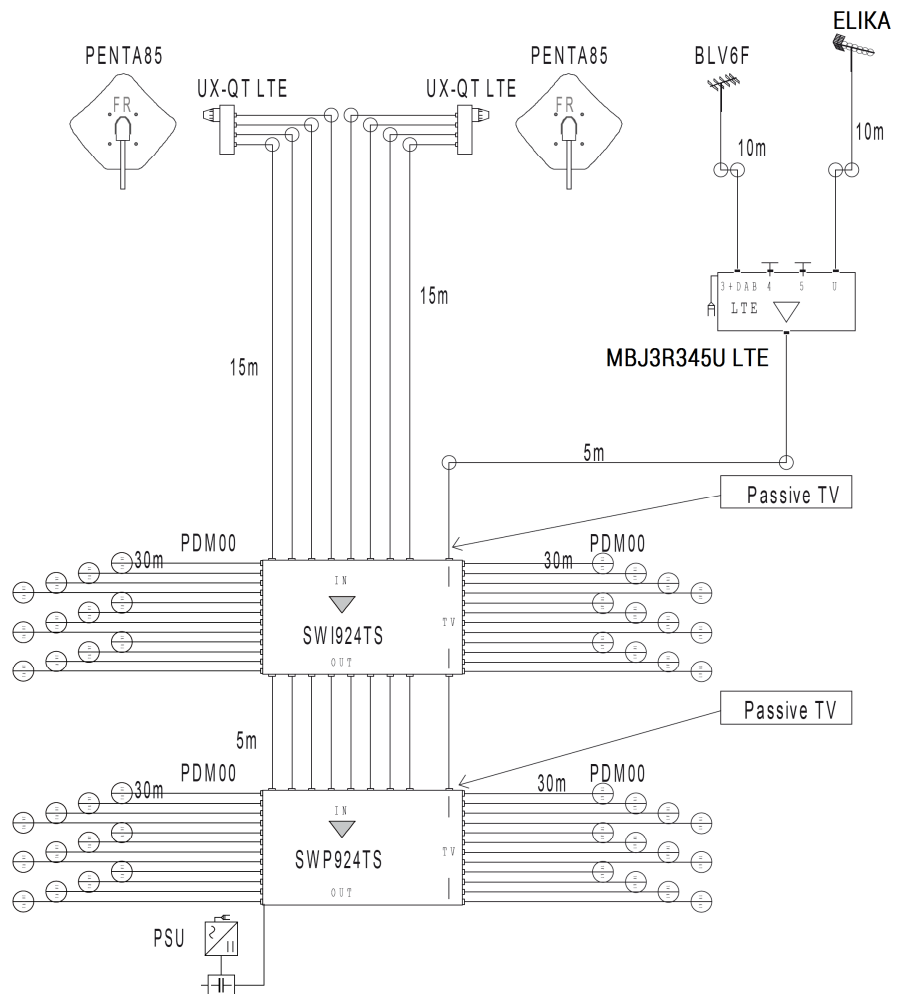 ELIKA
PENTA85
PENTA85
BLV6F
UX-QT LTE
UX-QT LTE
FR
FR
10m
10m
3+DAB 4 5 U
LTE
15m
15m
MBJ3R345U LTE
5m
Passive TV
PDM00
PDM00
30m
30m
IN
TV
SWI924TS
OUT
Passive TV
5m
PDM00
PDM00
30m
30m
IN
TV
SWP924TS
OUT
PSU